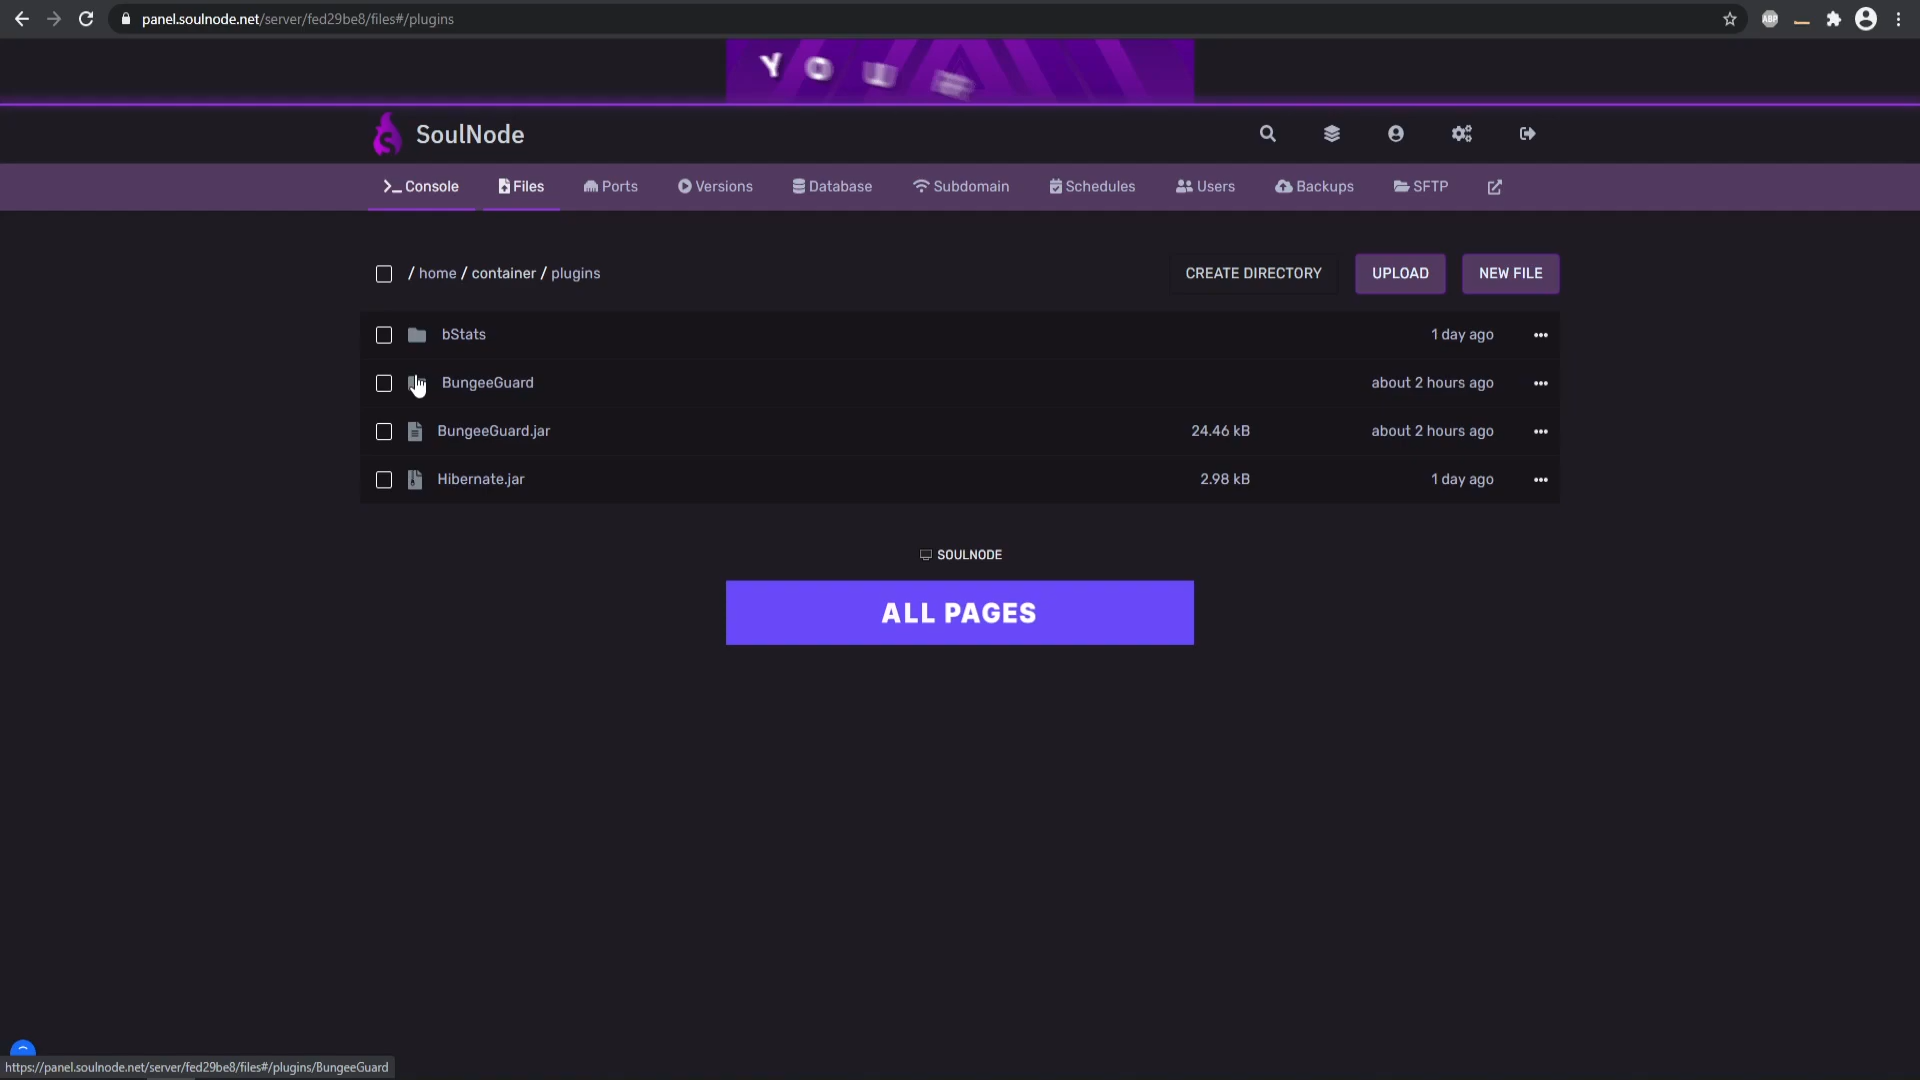 panel.soulnode.net/server/fed29be8/files#/plugins
ABP
Y O U
SoulNode
Console Files Ports Versions Database Subdomain Schedules Users Backups SFTP
/ home / container / plugins
CREATE DIRECTORY UPLOAD NEW FILE
bStats 1 day ago
BungeeGuard about 2 hours ago
BungeeGuard.jar 24.46 kB about 2 hours ago
Hibernate.jar 2.98 kB 1 day ago
SOULNODE
ALL PAGES
https://panel.soulnode.net/server/fed29be8/files#/plugins/BungeeGuard